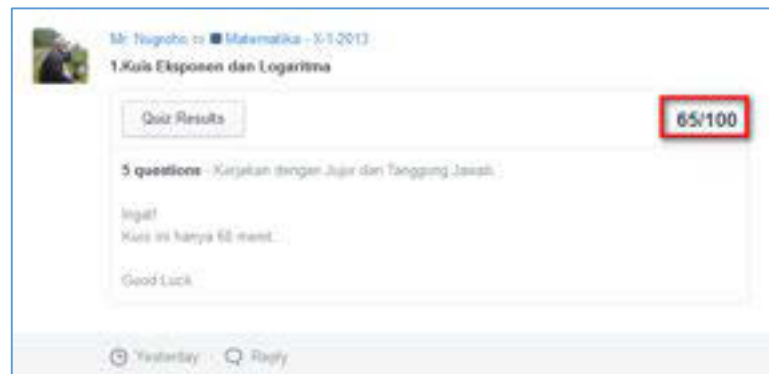 Mr. Nugroho to Matematika - X-1-2013
1.Kuis Eksponen dan Logaritma
Quiz Results
65/100
5 questions - Kerjakan dengan Jujur dan Tanggung Jawab.
Ingat!
Kuis ini hanya 60 menit...
Good Luck
Yesterday Reply